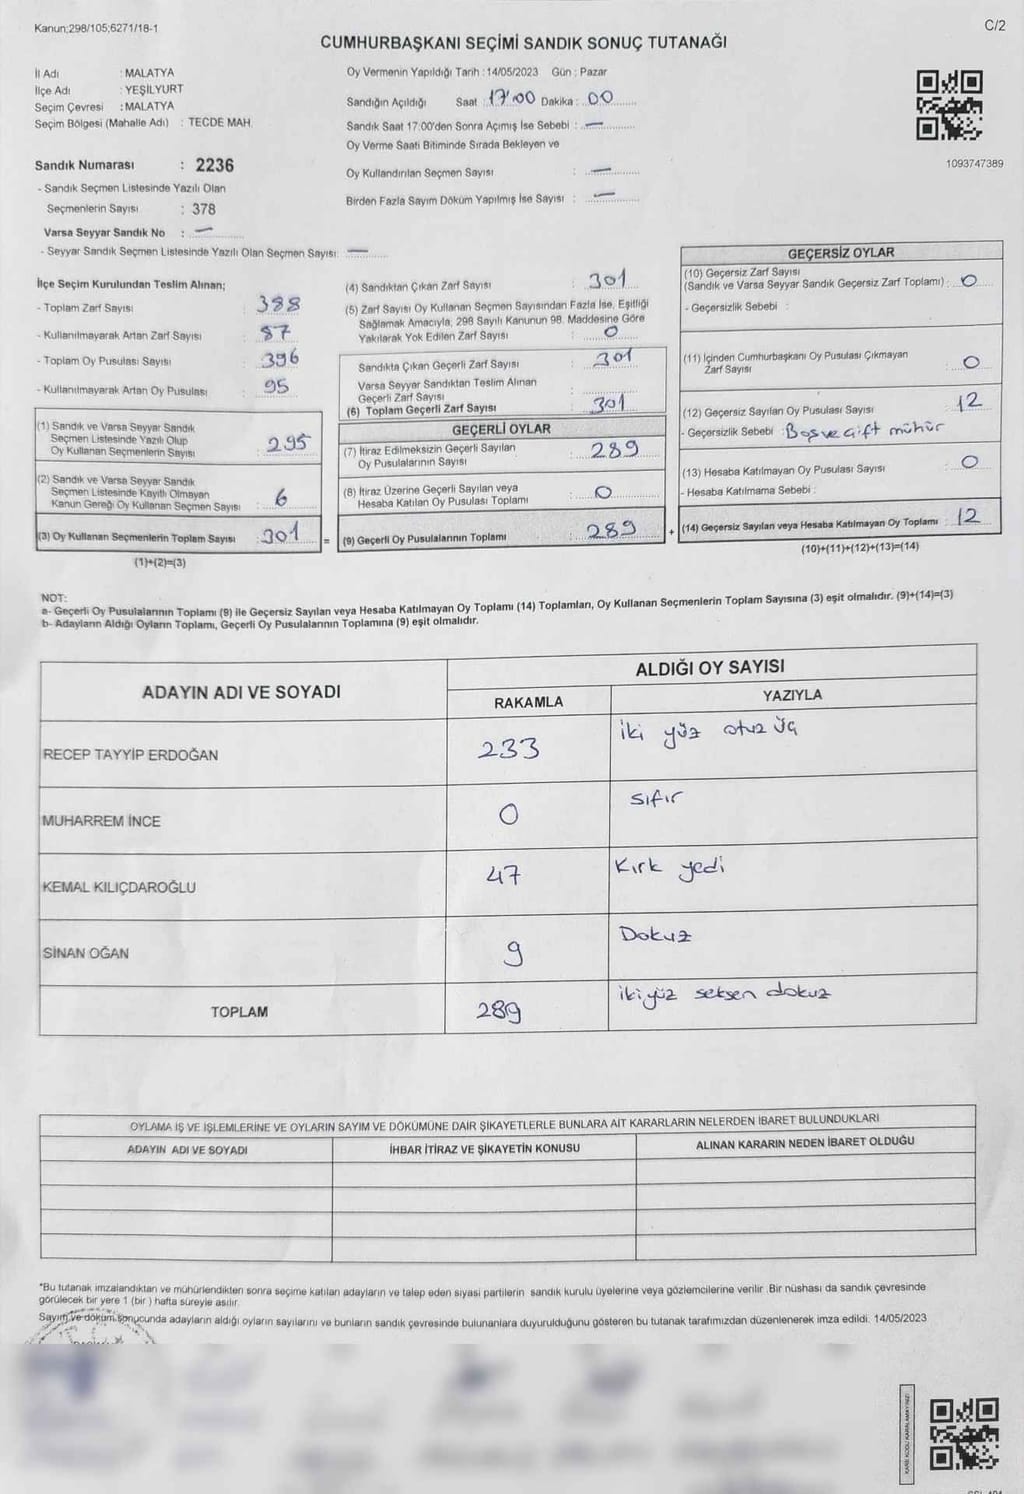 Kanun;298/105;6271/18-1
C/2
CUMHURBAŞKANI SEÇİMİ SANDIK SONUÇ TUTANAĞI
İl Adı : MALATYA
İlçe Adı : YEŞİLYURT
Seçim Çevresi : MALATYA
Seçim Bölgesi (Mahalle Adı) : TECDE MAH.
Sandık Numarası : 2236
- Sandık Seçmen Listesinde Yazılı Olan
Seçmenlerin Sayısı : 378
Varsa Seyyar Sandık No : —
- Seyyar Sandık Seçmen Listesinde Yazılı Olan Seçmen Sayısı: —
Oy Vermenin Yapıldığı Tarih : 14/05/2023 Gün : Pazar
Sandığın Açıldığı Saat : 17:00 Dakika : 00
Sandık Saat 17:00'den Sonra Açımış İse Sebebi : —
Oy Verme Saati Bitiminde Sırada Bekleyen ve
Oy Kullandırılan Seçmen Sayısı : —
Birden Fazla Sayım Döküm Yapılmış İse Sayısı : —
1093747389
İlçe Seçim Kurulundan Teslim Alınan;
- Toplam Zarf Sayısı : 388
- Kullanılmayarak Artan Zarf Sayısı : 87
- Toplam Oy Pusulası Sayısı : 396
- Kullanılmayarak Artan Oy Pusulası : 95
(1) Sandık ve Varsa Seyyar Sandık
Seçmen Listesinde Yazılı Olup
Oy Kullanan Seçmenlerin Sayısı : 295
(2) Sandık ve Varsa Seyyar Sandık
Seçmen Listesinde Kayıtlı Olmayan
Kanun Gereği Oy Kullanan Seçmen Sayısı : 6
(3) Oy Kullanan Seçmenlerin Toplam Sayısı : 301 =
(1)+(2)=(3)
(4) Sandıktan Çıkan Zarf Sayısı : 301
(5) Zarf Sayısı Oy Kullanan Seçmen Sayısından Fazla İse, Eşitliği
Sağlamak Amacıyla; 298 Sayılı Kanunun 98. Maddesine Göre
Yakılarak Yok Edilen Zarf Sayısı : 0
Sandıkta Çıkan Geçerli Zarf Sayısı : 301
Varsa Seyyar Sandıktan Teslim Alınan
Geçerli Zarf Sayısı :
(6) Toplam Geçerli Zarf Sayısı : 301
GEÇERLİ OYLAR
(7) İtiraz Edilmeksizin Geçerli Sayılan
Oy Pusulalarının Sayısı : 289
(8) İtiraz Üzerine Geçerli Sayılan veya
Hesaba Katılan Oy Pusulası Toplamı : 0
(9) Geçerli Oy Pusulalarının Toplamı : 289 +
GEÇERSİZ OYLAR
(10) Geçersiz Zarf Sayısı
(Sandık ve Varsa Seyyar Sandık Geçersiz Zarf Toplamı) : 0
- Geçersizlik Sebebi :
(11) İçinden Cumhurbaşkanı Oy Pusulası Çıkmayan
Zarf Sayısı : 0
(12) Geçersiz Sayılan Oy Pusulası Sayısı : 12
- Geçersizlik Sebebi : Boş ve Çift mühür
(13) Hesaba Katılmayan Oy Pusulası Sayısı : 0
- Hesaba Katılmama Sebebi :
(14) Geçersiz Sayılan veya Hesaba Katılmayan Oy Toplamı : 12
(10)+(11)+(12)+(13)=(14)
NOT:
a- Geçerli Oy Pusulalarının Toplamı (9) ile Geçersiz Sayılan veya Hesaba Katılmayan Oy Toplamı (14) Toplamları, Oy Kullanan Seçmenlerin Toplam Sayısına (3) eşit olmalıdır. (9)+(14)=(3)
b- Adayların Aldığı Oyların Toplamı, Geçerli Oy Pusulalarının Toplamına (9) eşit olmalıdır.
ADAYIN ADI VE SOYADI
ALDIĞI OY SAYISI
RAKAMLA YAZIYLA
RECEP TAYYİP ERDOĞAN 233 iki yüz otuz üç
MUHARREM İNCE 0 sıfır
KEMAL KILIÇDAROĞLU 47 Kırk yedi
SİNAN OĞAN 9 Dokuz
TOPLAM 289 ikiyüz seksen dokuz
OYLAMA İŞ VE İŞLEMLERİNE VE OYLARIN SAYIM VE DÖKÜMÜNE DAİR ŞİKAYETLERLE BUNLARA AİT KARARLARIN NELERDEN İBARET BULUNDUKLARI
ADAYIN ADI VE SOYADI İHBAR İTİRAZ VE ŞİKAYETİN KONUSU ALINAN KARARIN NEDEN İBARET OLDUĞU
*Bu tutanak imzalandıktan ve mühürlendikten sonra seçime katılan adayların ve talep eden siyasi partilerin sandık kurulu üyelerine veya gözlemcilerine verilir. Bir nüshası da sandık çevresinde
görülecek bir yere 1 (bir ) hafta süreyle asılır.
Sayım ve döküm sonucunda adayların aldığı oyların sayılarını ve bunların sandık çevresinde bulunanlara duyurulduğunu gösteren bu tutanak tarafımızdan düzenlenerek imza edildi. 14/05/2023
KARE KODU KARALAMAYINIZ!